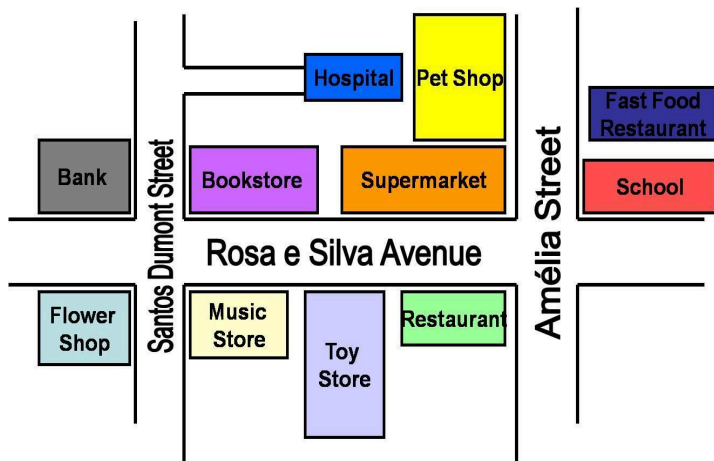 Hospital
Pet Shop
Fast Food
Restaurant
Bank
Santos Dumont Street
Bookstore
Supermarket
Amélia Street
School
Rosa e Silva Avenue
Flower
Shop
Music
Store
Toy
Store
Restaurant